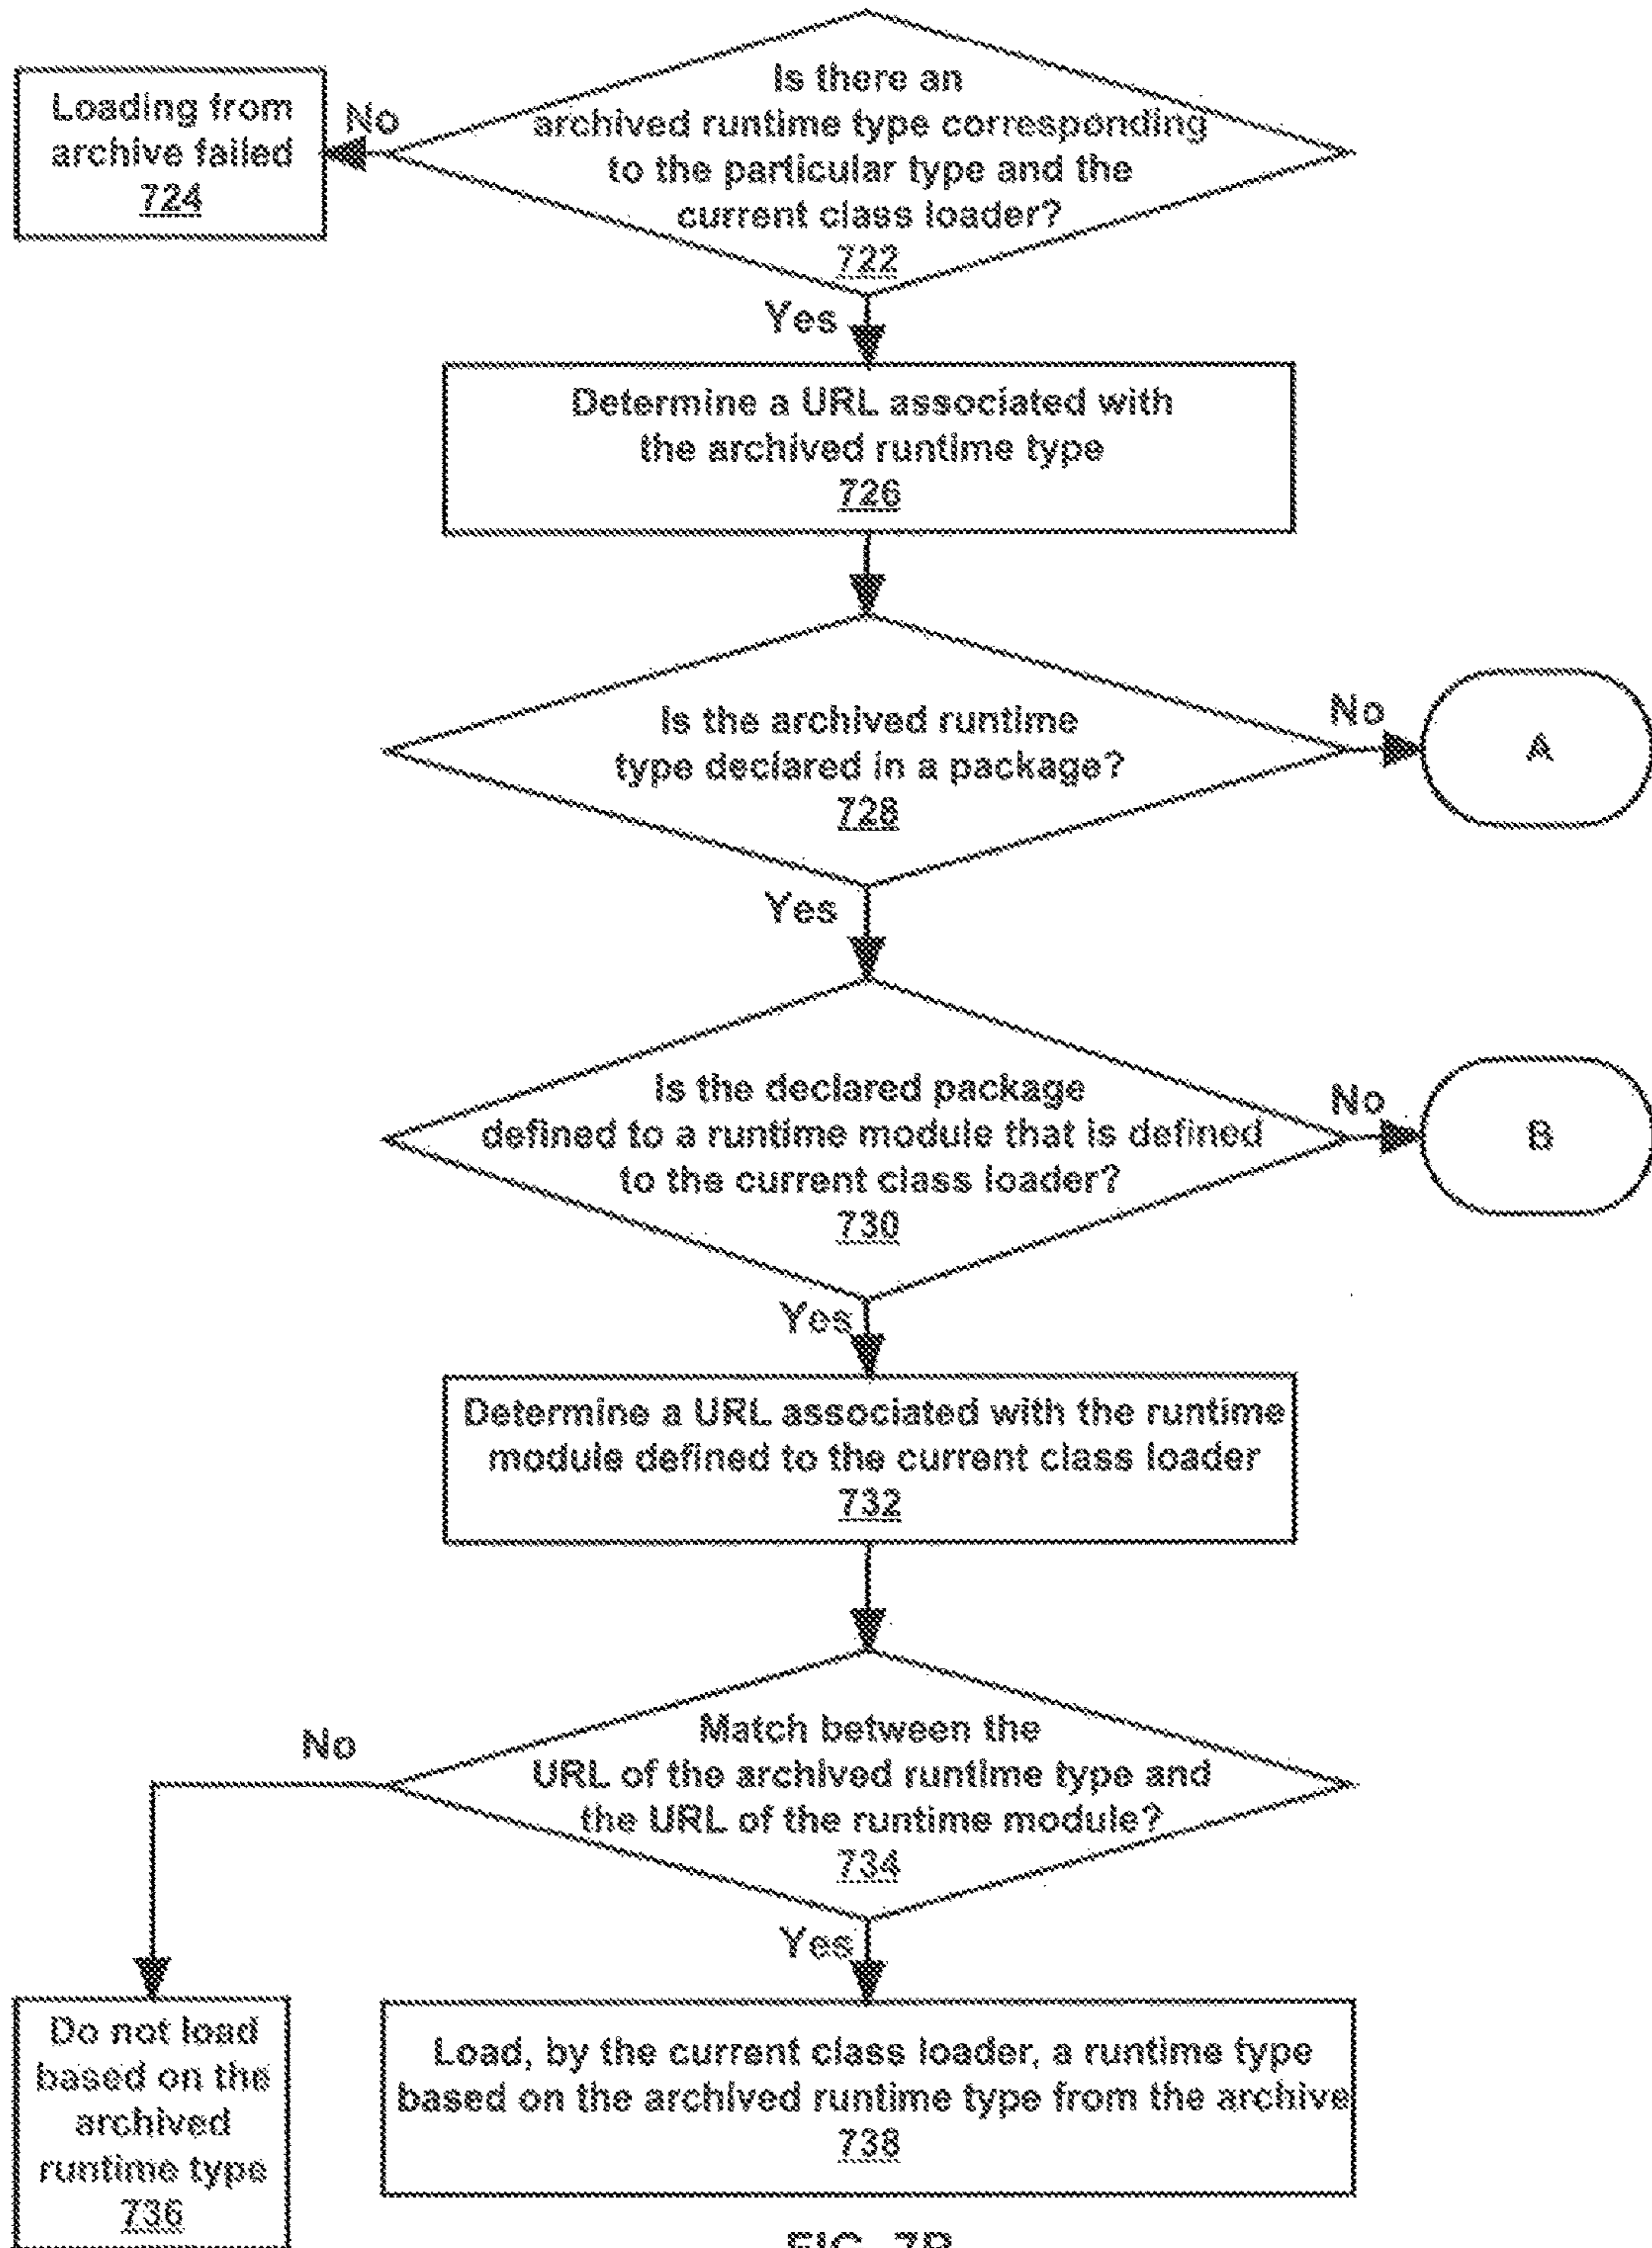 Is there an
archived runtime type corresponding
to the particular type and the
current class loader?
722
No
Loading from
archive failed
724
Yes
Determine a URL associated with
the archived runtime type
726
Is the archived runtime
type declared in a package?
728
No
A
Yes
Is the declared package
defined to a runtime module that is defined
to the current class loader?
730
No
B
Yes
Determine a URL associated with the runtime
module defined to the current class loader
732
Match between the
URL of the archived runtime type and
the URL of the runtime module?
734
No
Yes
Do not load
based on the
archived
runtime type
736
Load, by the current class loader, a runtime type
based on the archived runtime type from the archive
738
FIG. 7B